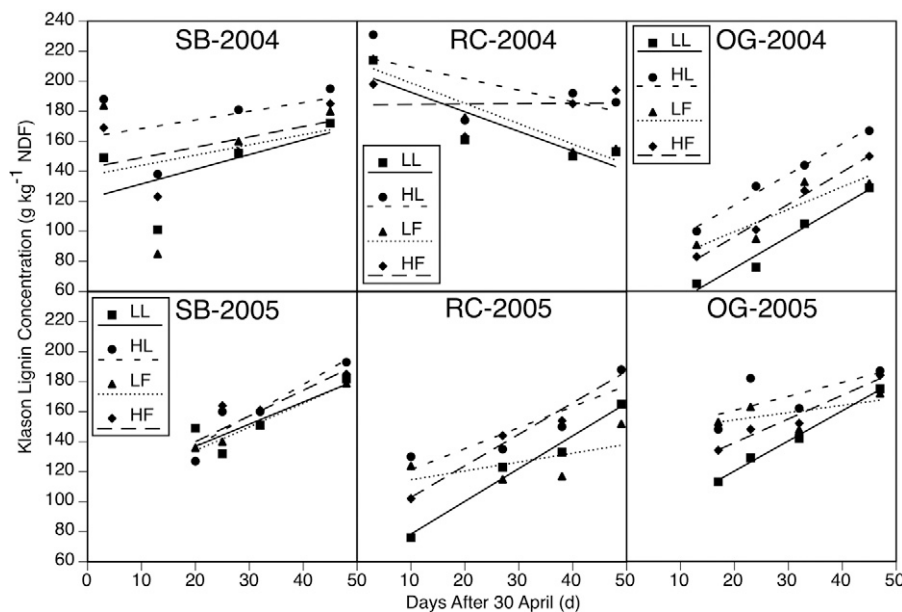 SB-2004
RC-2004
OG-2004
LL
HL
LF
HF
LL
HL
LF
HF
240
220
200
180
160
140
120
100
80
60
Klason Lignin Concentration (g kg-1 NDF)
SB-2005
RC-2005
OG-2005
LL
HL
LF
HF
220
200
180
160
140
120
100
80
60
0 10 20 30 40 50 10 20 30 40 50 10 20 30 40 50
Days After 30 April (d)